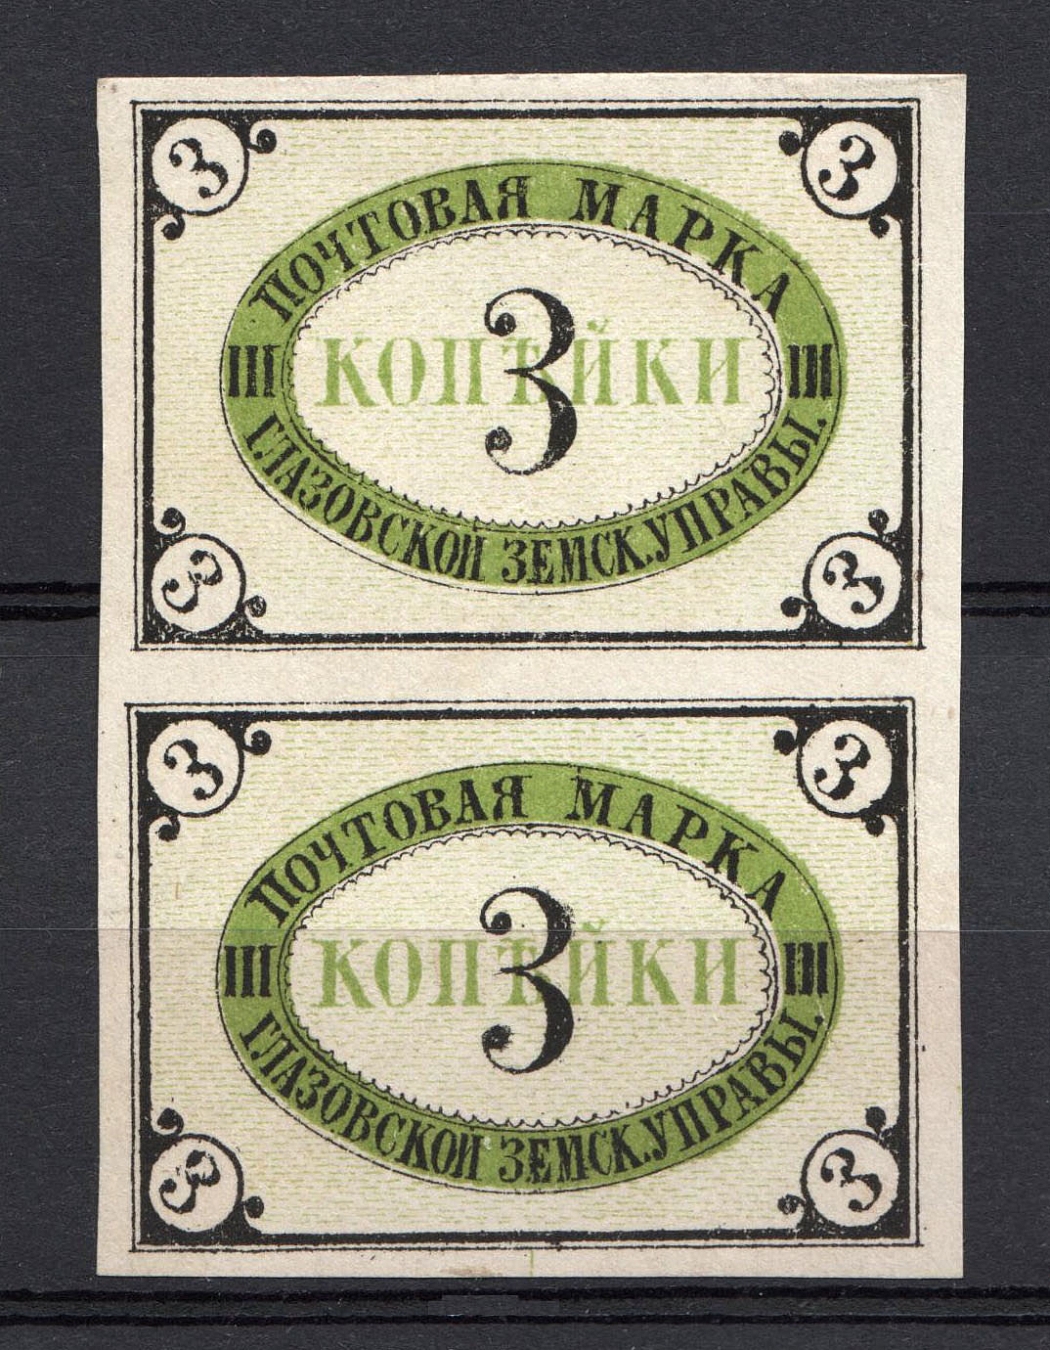 3 3
ПОЧТОВАЯ МАРКА
III КОПѢЙКИ III
3
ГЛАЗОВСКОЙ ЗЕМСК.УПРАВЫ.
3 3
3 3
ПОЧТОВАЯ МАРКА
III КОПѢЙКИ III
3
ГЛАЗОВСКОЙ ЗЕМСК.УПРАВЫ.
3 3